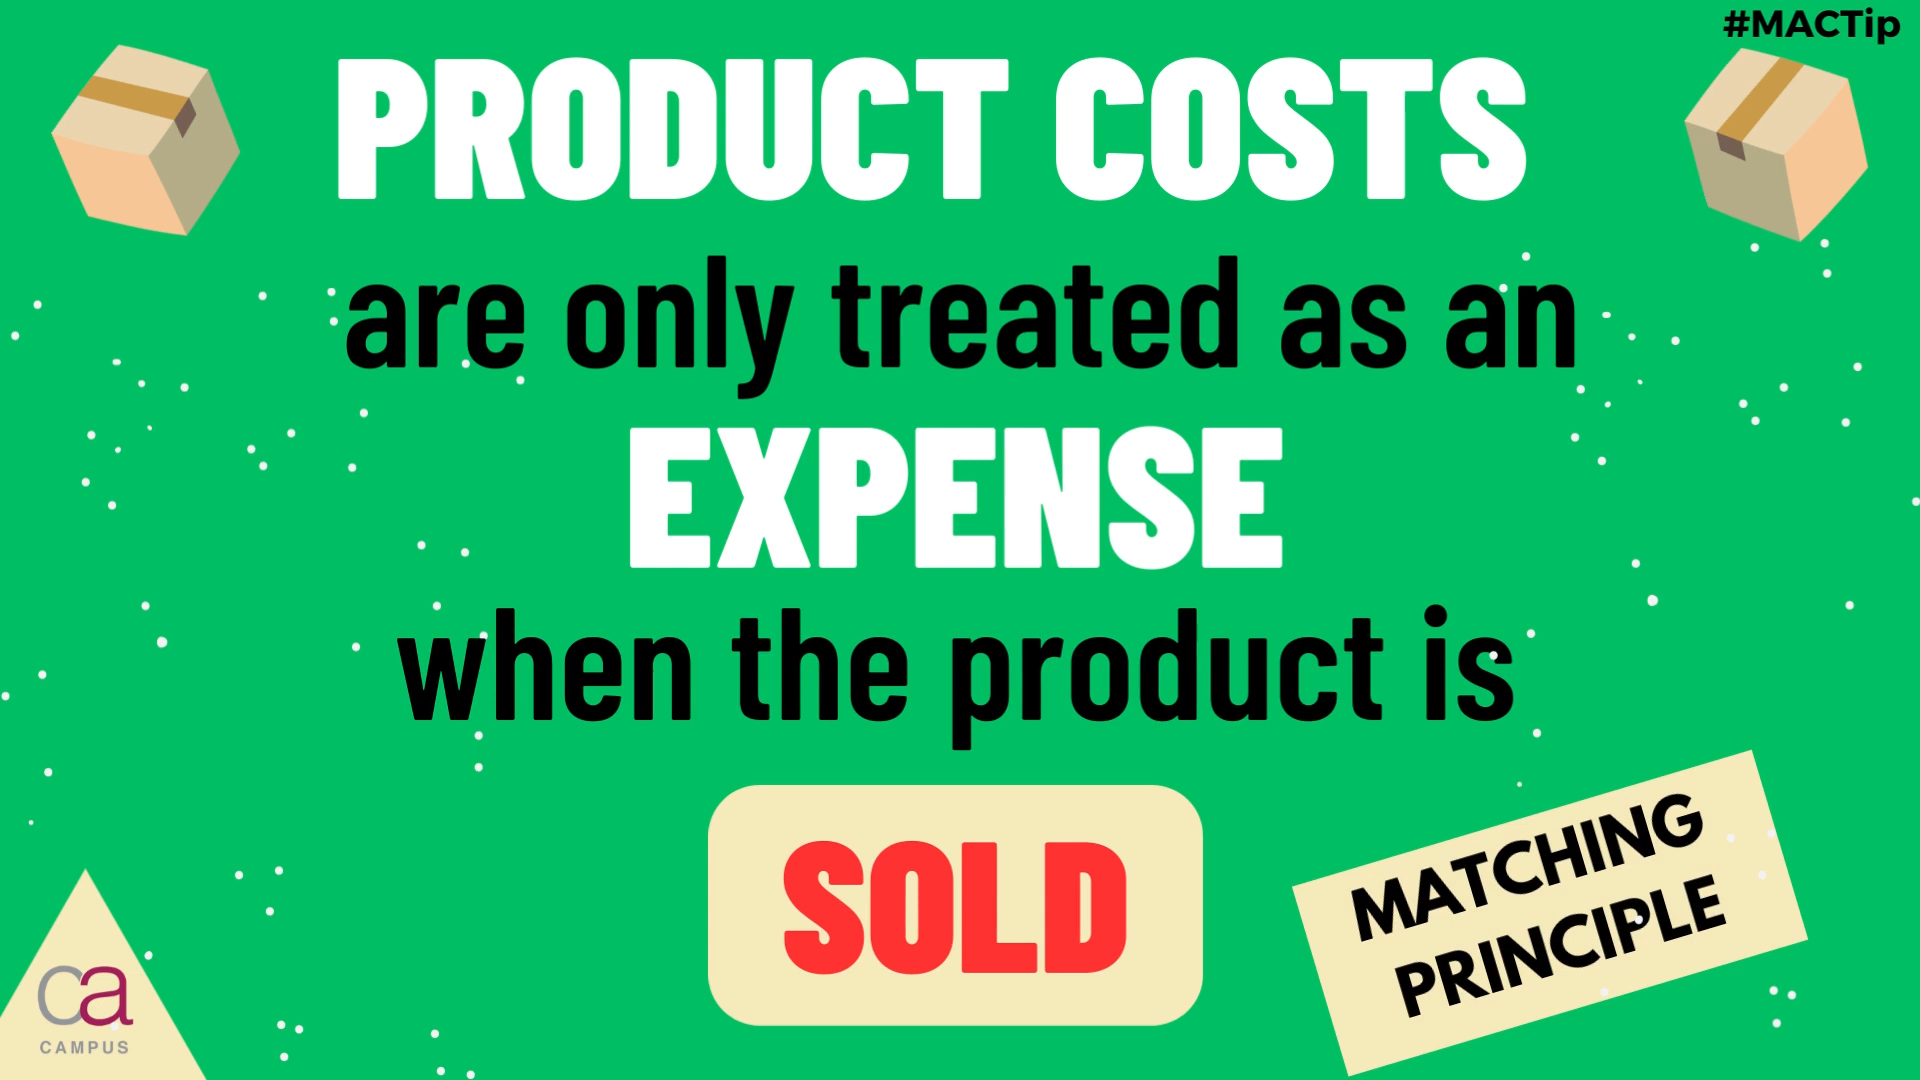 #MACTip
PRODUCT COSTS
are only treated as an
EXPENSE
when the product is
SOLD
MATCHING
PRINCIPLE
ca
CAMPUS